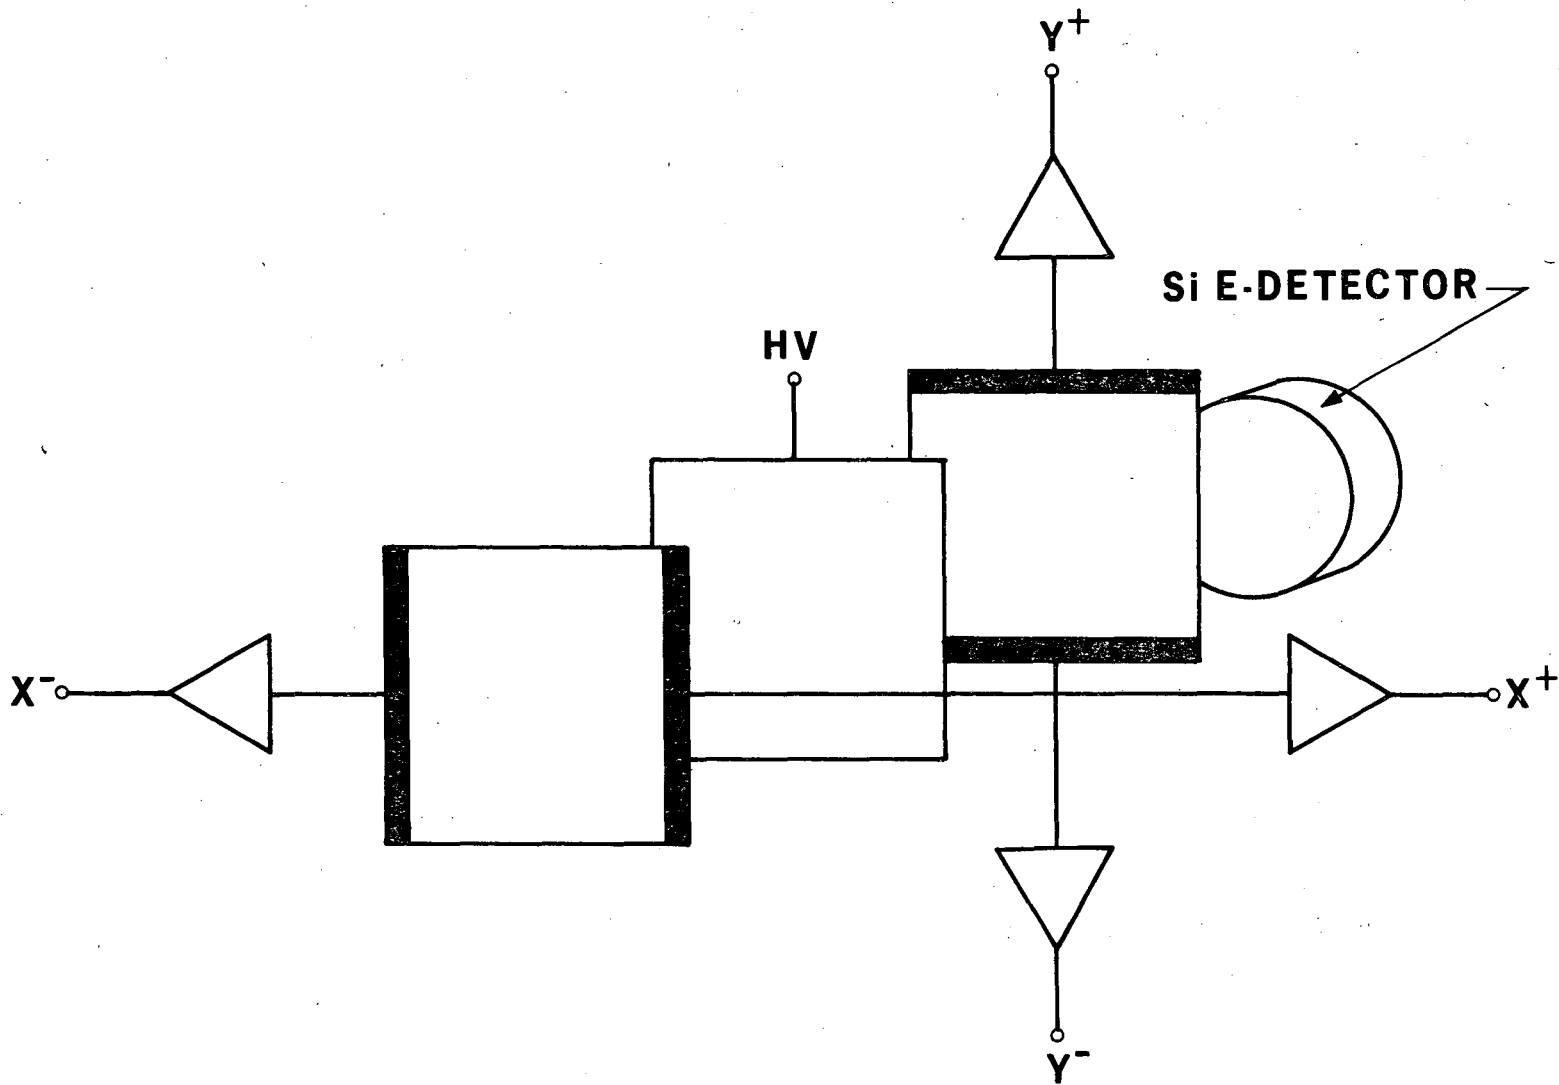 Y+
Si E-DETECTOR
HV
X-
X+
Y-